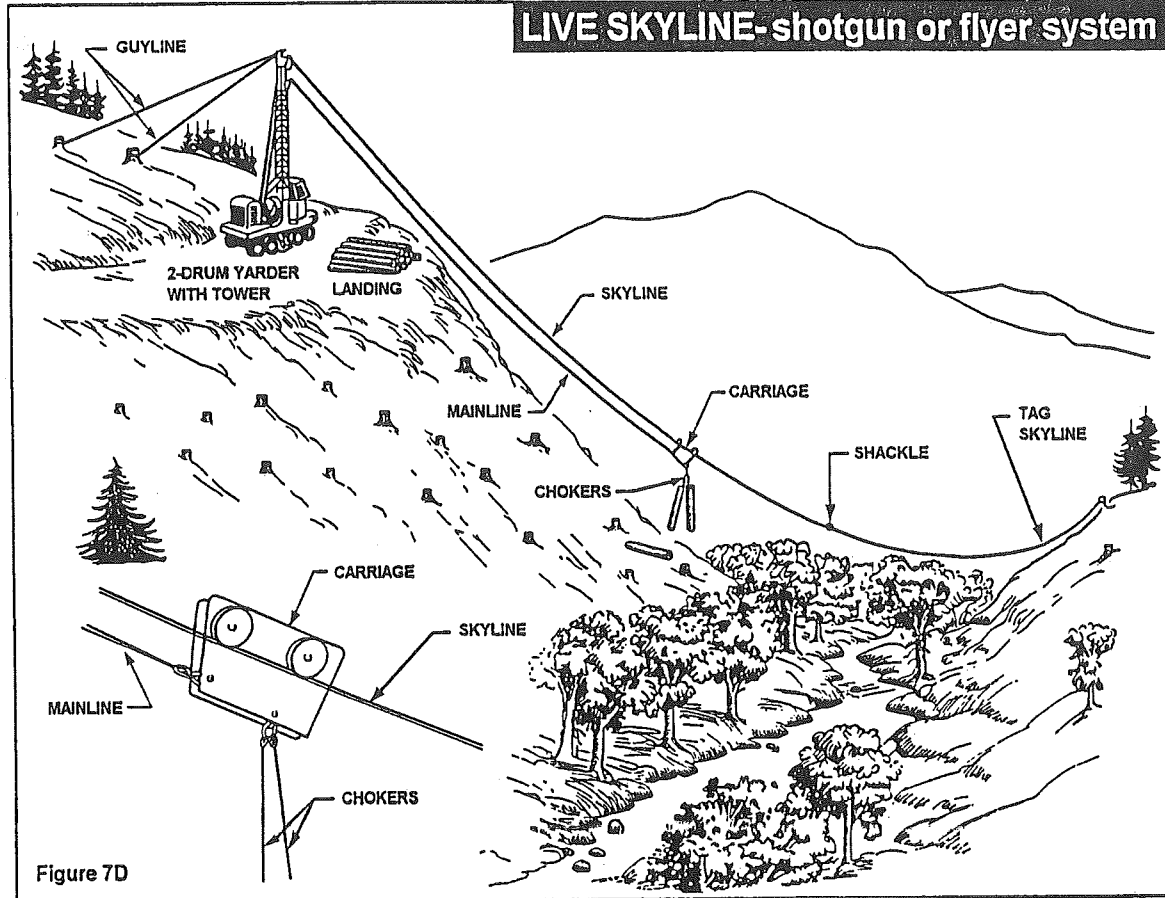 LIVE SKYLINE-shotgun or flyer system
GUYLINE
2-DRUM YARDER
WITH TOWER
LANDING
SKYLINE
MAINLINE
CARRIAGE
TAG
SKYLINE
SHACKLE
CHOKERS
CARRIAGE
SKYLINE
MAINLINE
CHOKERS
Figure 7D